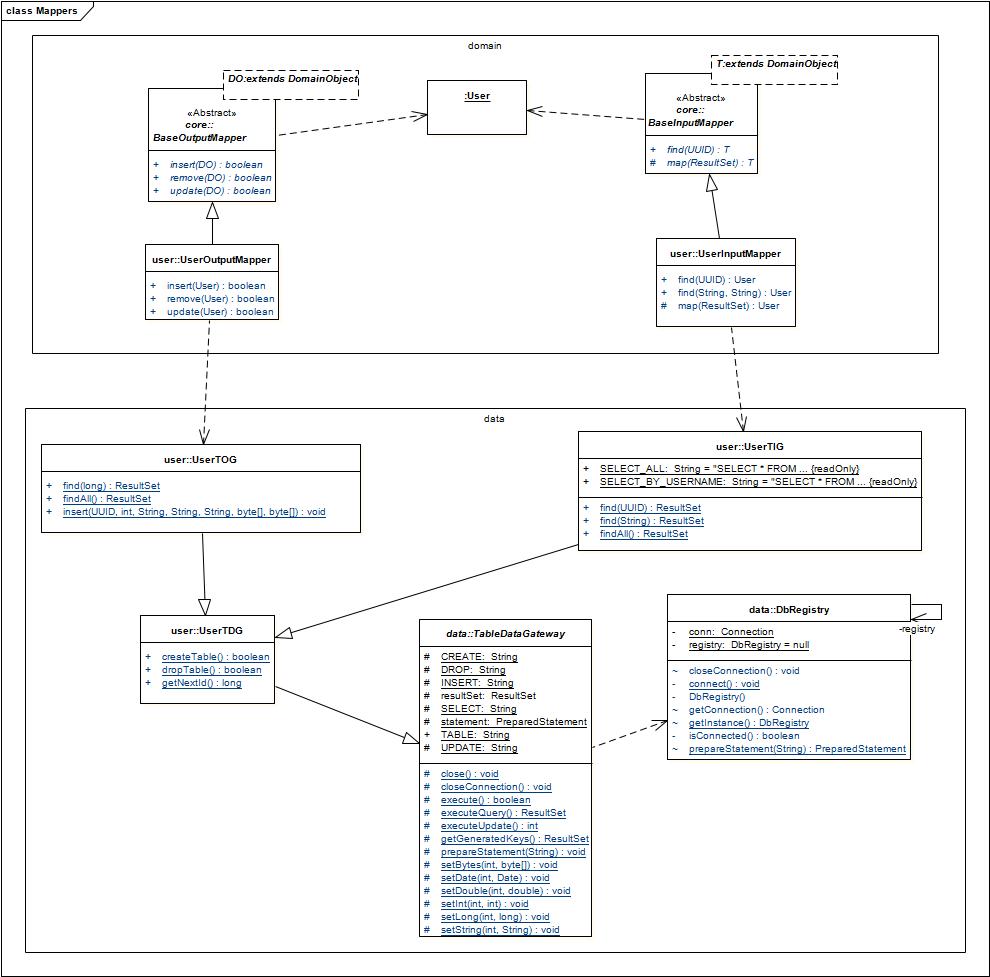 class Mappers
domain
DO:extends DomainObject
«Abstract»
core::
BaseOutputMapper
+ insert(DO) : boolean
+ remove(DO) : boolean
+ update(DO) : boolean
:User
T:extends DomainObject
«Abstract»
core::
BaseInputMapper
+ find(UUID) : T
# map(ResultSet) : T
user::UserOutputMapper
+ insert(User) : boolean
+ remove(User) : boolean
+ update(User) : boolean
user::UserInputMapper
+ find(UUID) : User
+ find(String, String) : User
# map(ResultSet) : User
data
user::UserTOG
+ find(long) : ResultSet
+ findAll() : ResultSet
+ insert(UUID, int, String, String, String, byte[], byte[]) : void
user::UserTIG
+ SELECT_ALL: String = "SELECT * FROM ... {readOnly}
+ SELECT_BY_USERNAME: String = "SELECT * FROM ... {readOnly}
+ find(UUID) : ResultSet
+ find(String) : ResultSet
+ findAll() : ResultSet
user::UserTDG
+ createTable() : boolean
+ dropTable() : boolean
+ getNextId() : long
data::TableDataGateway
# CREATE: String
# DROP: String
# INSERT: String
# resultSet: ResultSet
# SELECT: String
# statement: PreparedStatement
+ TABLE: String
# UPDATE: String
# close() : void
# closeConnection() : void
# execute() : boolean
# executeQuery() : ResultSet
# executeUpdate() : int
# getGeneratedKeys() : ResultSet
# prepareStatement(String) : void
# setBytes(int, byte[]) : void
# setDate(int, Date) : void
# setDouble(int, double) : void
# setInt(int, int) : void
# setLong(int, long) : void
# setString(int, String) : void
data::DbRegistry
- conn: Connection
- registry: DbRegistry = null
~ closeConnection() : void
- connect() : void
- DbRegistry()
~ getConnection() : Connection
~ getInstance() : DbRegistry
- isConnected() : boolean
~ prepareStatement(String) : PreparedStatement
-registry